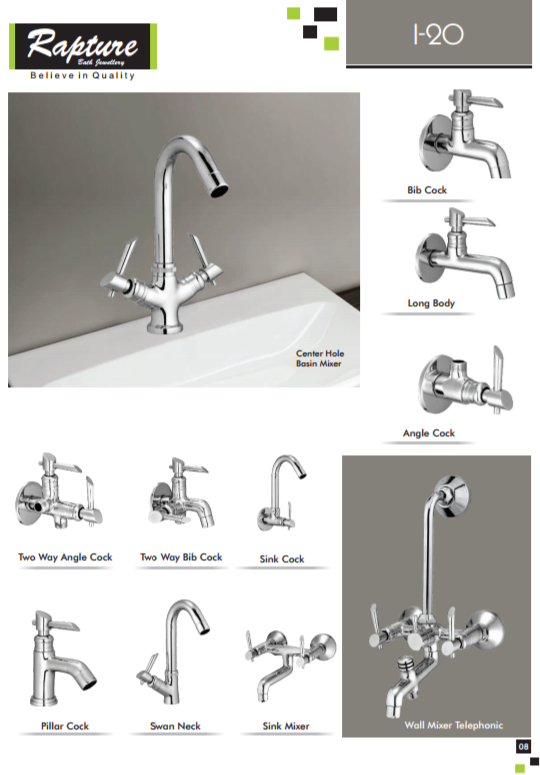 Rapture
Bath Jewellery
Believe in Quality
I-20
Bib Cock
Long Body
Center Hole
Basin Mixer
Angle Cock
Two Way Angle Cock
Two Way Bib Cock
Sink Cock
Pillar Cock
Swan Neck
Sink Mixer
Wall Mixer Telephonic
08